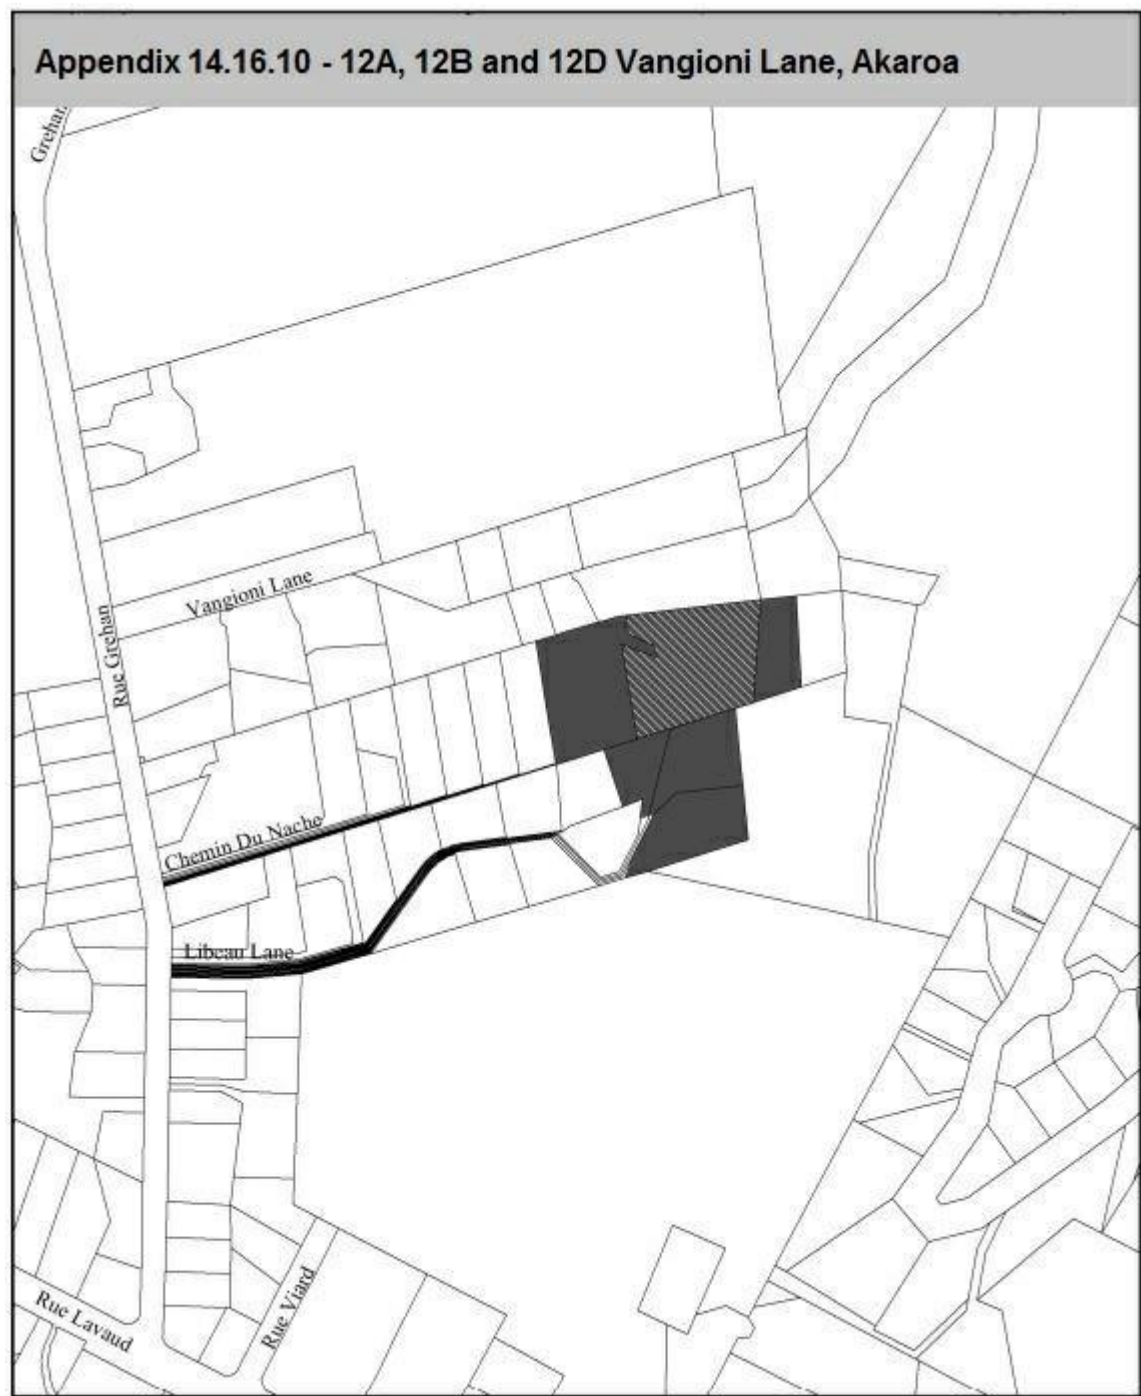 Appendix 14.16.10 - 12A, 12B and 12D Vangioni Lane, Akaroa
Grehan
Vangioni Lane
Rue Grehan
Chemin Du Nache
Libeau Lane
Rue Lavaud
Rue Viard